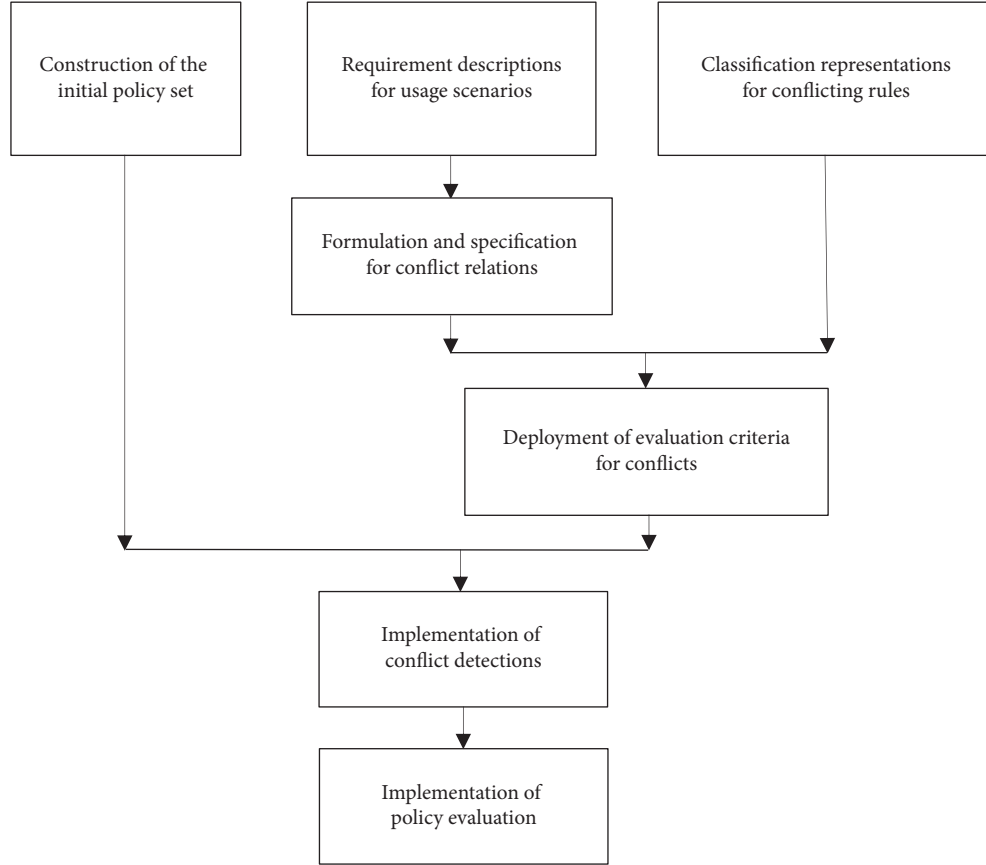 Construction of the
initial policy set
Requirement descriptions
for usage scenarios
Classification representations
for conflicting rules
Formulation and specification
for conflict relations
Deployment of evaluation criteria
for conflicts
Implementation of
conflict detections
Implementation of
policy evaluation